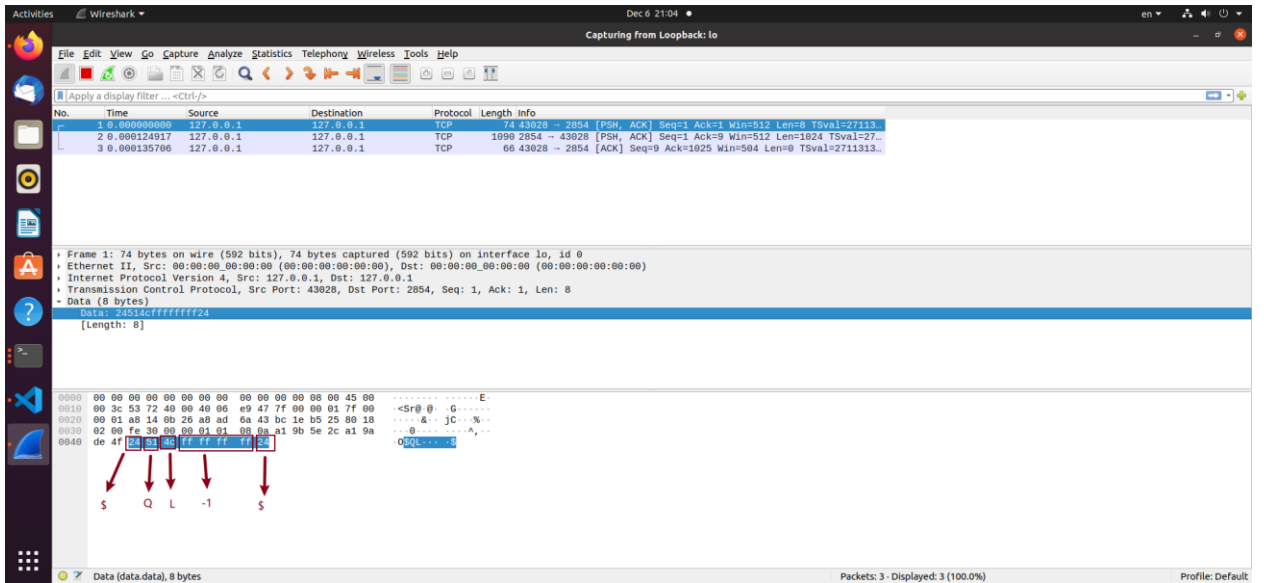 Activities Wireshark Dec 6 21:04 en
Capturing from Loopback: lo
File Edit View Go Capture Analyze Statistics Telephony Wireless Tools Help
Apply a display filter ... <Ctrl-/>
No. Time Source Destination Protocol Length Info
1 0.000000000 127.0.0.1 127.0.0.1 TCP 74 43028 → 2854 [PSH, ACK] Seq=1 Ack=1 Win=512 Len=8 TSval=27113…
2 0.000124917 127.0.0.1 127.0.0.1 TCP 1090 2854 → 43028 [PSH, ACK] Seq=1 Ack=9 Win=512 Len=1024 TSval=27…
3 0.000135706 127.0.0.1 127.0.0.1 TCP 66 43028 → 2854 [ACK] Seq=9 Ack=1025 Win=504 Len=0 TSval=2711313…
Frame 1: 74 bytes on wire (592 bits), 74 bytes captured (592 bits) on interface lo, id 0
Ethernet II, Src: 00:00:00_00:00:00 (00:00:00:00:00:00), Dst: 00:00:00_00:00:00 (00:00:00:00:00:00)
Internet Protocol Version 4, Src: 127.0.0.1, Dst: 127.0.0.1
Transmission Control Protocol, Src Port: 43028, Dst Port: 2854, Seq: 1, Ack: 1, Len: 8
Data (8 bytes)
Data: 24514cffffffff24
[Length: 8]
0000 00 00 00 00 00 00 00 00 00 00 00 00 08 00 45 00 ··············E·
0010 00 3c 53 72 40 00 40 06 e9 47 7f 00 00 01 7f 00 ·<Sr@·@··G······
0020 00 01 a8 14 0b 26 a8 ad 6a 43 bc 1e b5 25 80 18 ·····&··jC···%··
0030 02 00 fe 30 00 00 01 01 08 0a a1 9b 5e 2c a1 9a ···0········^,··
0040 de 4f 24 51 4c ff ff ff ff 24 ·O$QL····$
$ Q L -1 $
Data (data.data), 8 bytes Packets: 3 · Displayed: 3 (100.0%) Profile: Default